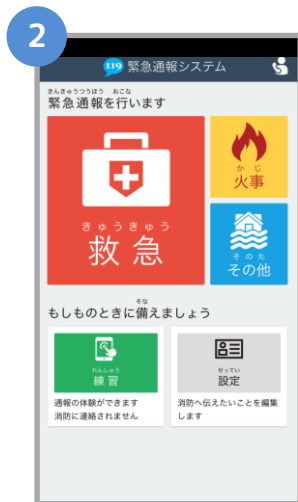 2
119 緊急通報システム
きんきゅうつうほう おこな
緊急通報を行います
きゅうきゅう
救急
かじ
火事
そのた
その他
そな
もしものときに備えましょう
れんしゅう
練習
通報の体験ができます
消防に連絡されません
せってい
設定
消防へ伝えたいことを編集
します